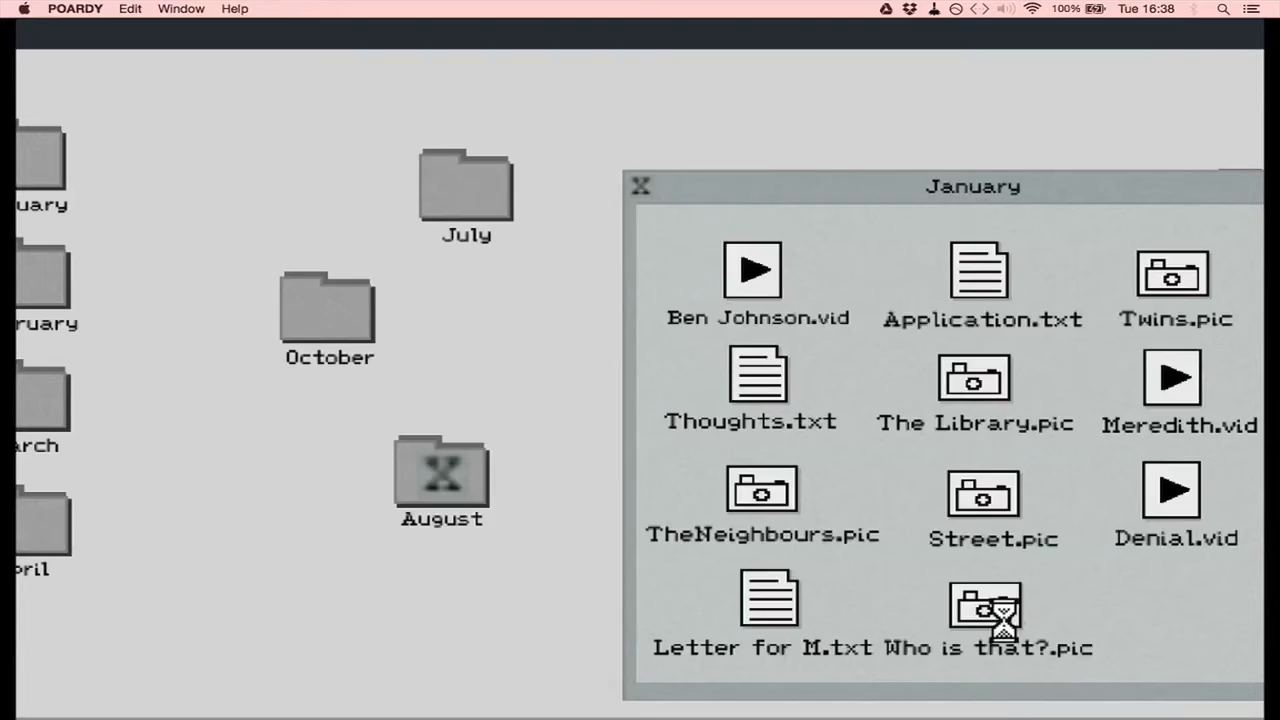 POARDY Edit Window Help 100% Tue 16:38
January
uary
July
Ben Johnson.vid Application.txt Twins.pic
ruary
October
Thoughts.txt The Library.pic Meredith.vid
arch
August
TheNeighbours.pic Street.pic Denial.vid
pril
Letter for M.txt Who is that?.pic